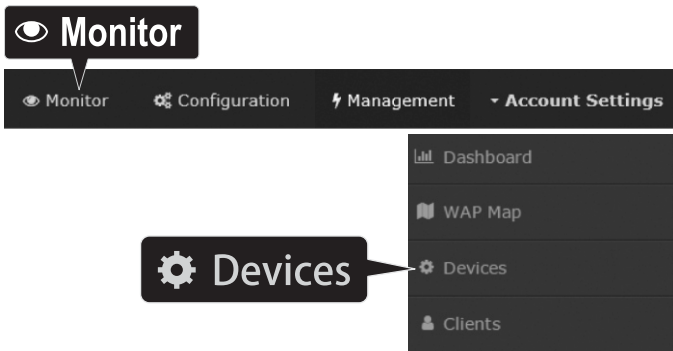 Monitor
Monitor Configuration Management Account Settings
Dashboard
WAP Map
Devices Devices
Clients